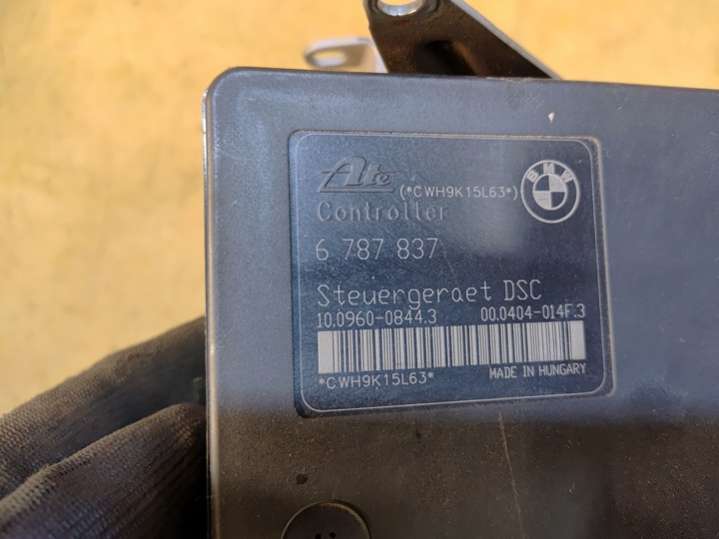 Ate (*CWH9K15L63*) BMW
Controller
6 787 837
Steuergeraet DSC
10.0960-0844.3 00.0404-014F.3
*CWH9K15L63* MADE IN HUNGARY